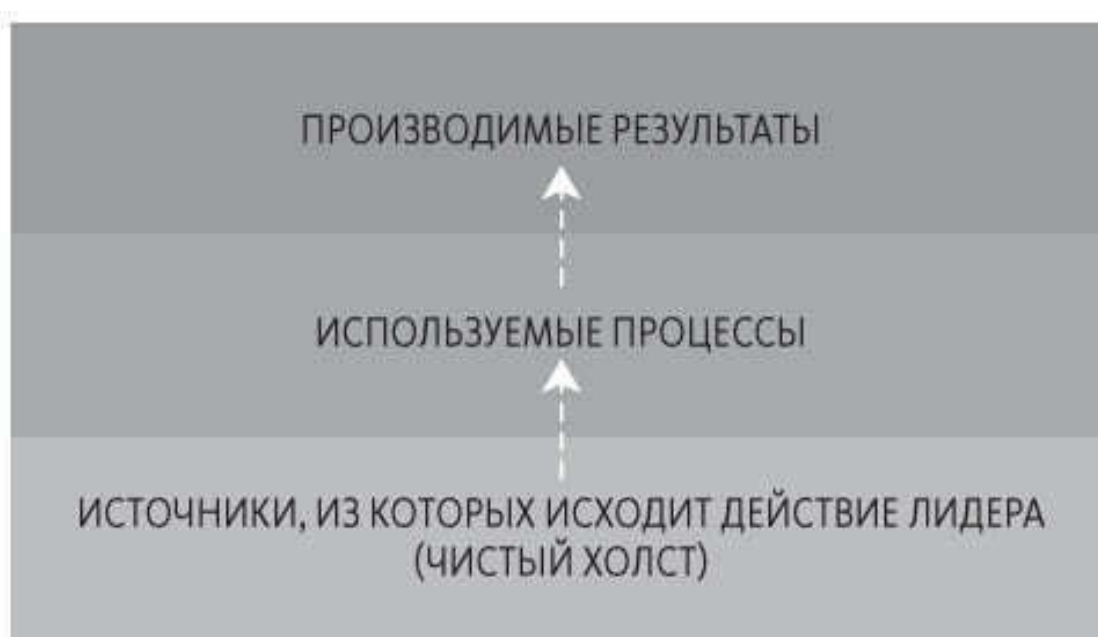 ПРОИЗВОДИМЫЕ РЕЗУЛЬТАТЫ
ИСПОЛЬЗУЕМЫЕ ПРОЦЕССЫ
ИСТОЧНИКИ, ИЗ КОТОРЫХ ИСХОДИТ ДЕЙСТВИЕ ЛИДЕРА
(ЧИСТЫЙ ХОЛСТ)